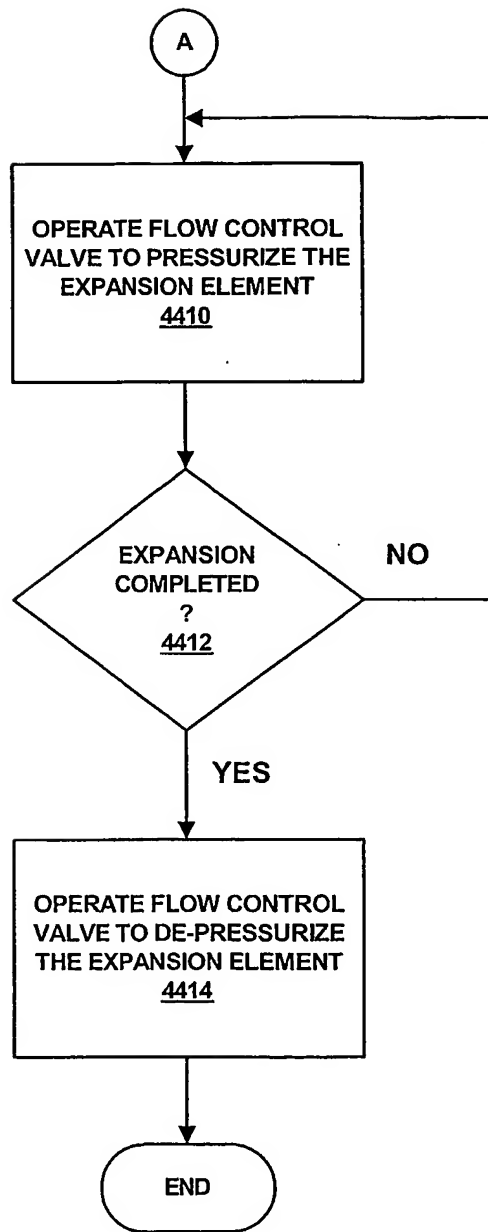 A
OPERATE FLOW CONTROL
VALVE TO PRESSURIZE THE
EXPANSION ELEMENT
4410
EXPANSION
COMPLETED
?
4412
NO
YES
OPERATE FLOW CONTROL
VALVE TO DE-PRESSURIZE
THE EXPANSION ELEMENT
4414
END